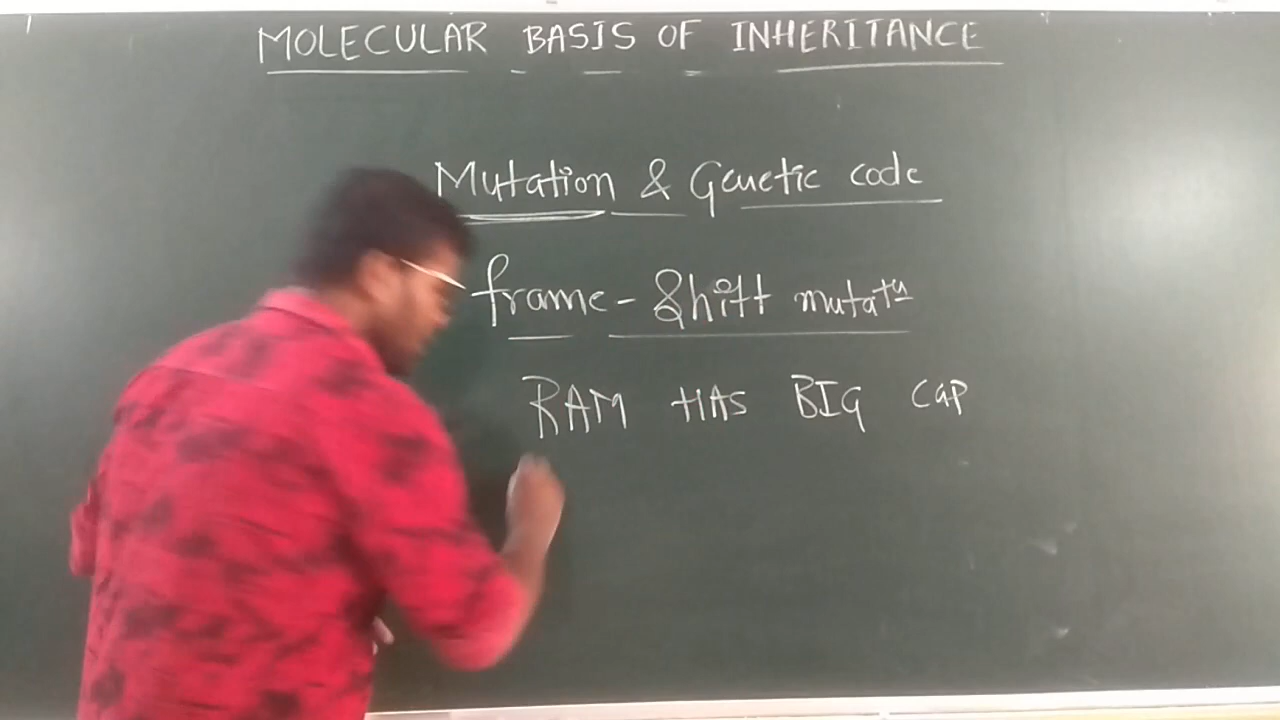 MOLECULAR BASIS OF INHERITANCE
Mutation & Genetic code
frame-Shift mutatn
RAM HAS BIG CAP